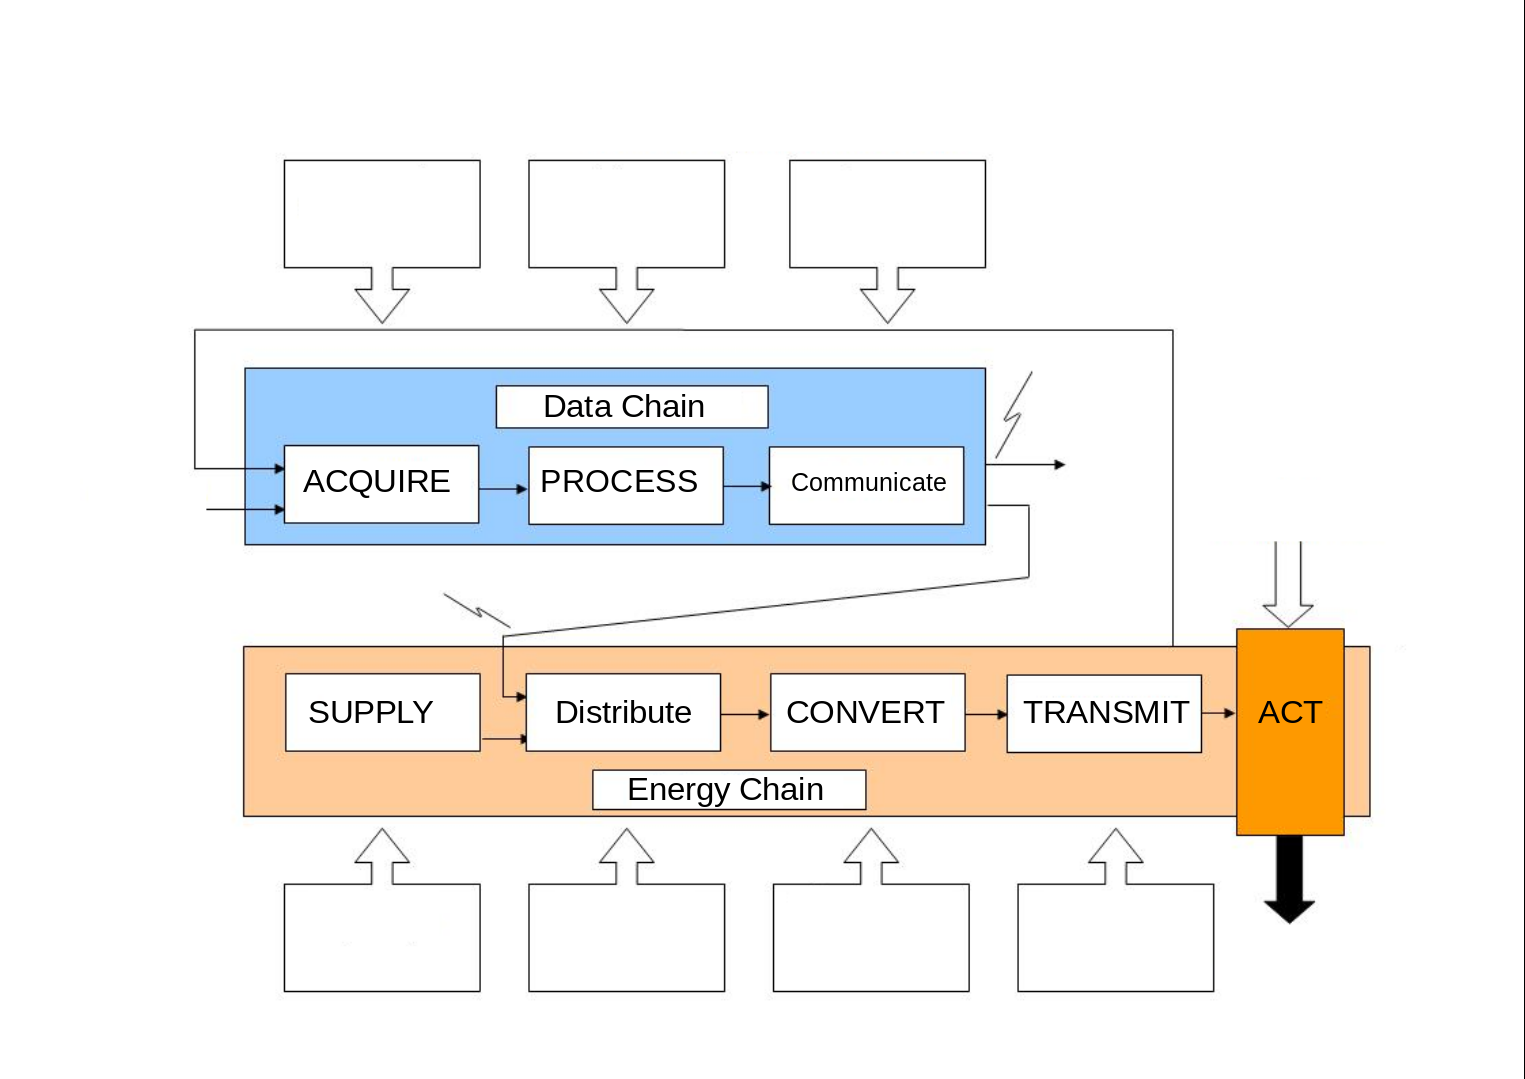 Data Chain
ACQUIRE
PROCESS
Communicate
SUPPLY
Distribute
CONVERT
TRANSMIT
ACT
Energy Chain